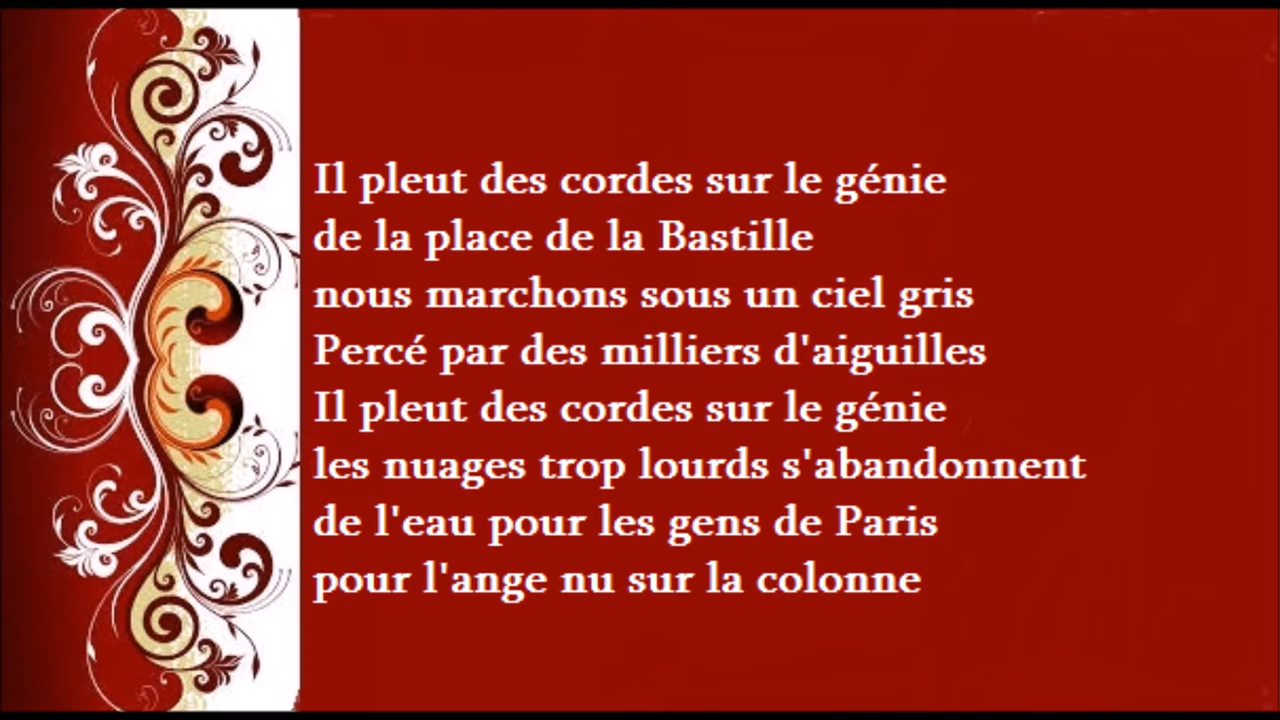 Il pleut des cordes sur le génie
de la place de la Bastille
nous marchons sous un ciel gris
Percé par des milliers d'aiguilles
Il pleut des cordes sur le génie
les nuages trop lourds s'abandonnent
de l'eau pour les gens de Paris
pour l'ange nu sur la colonne